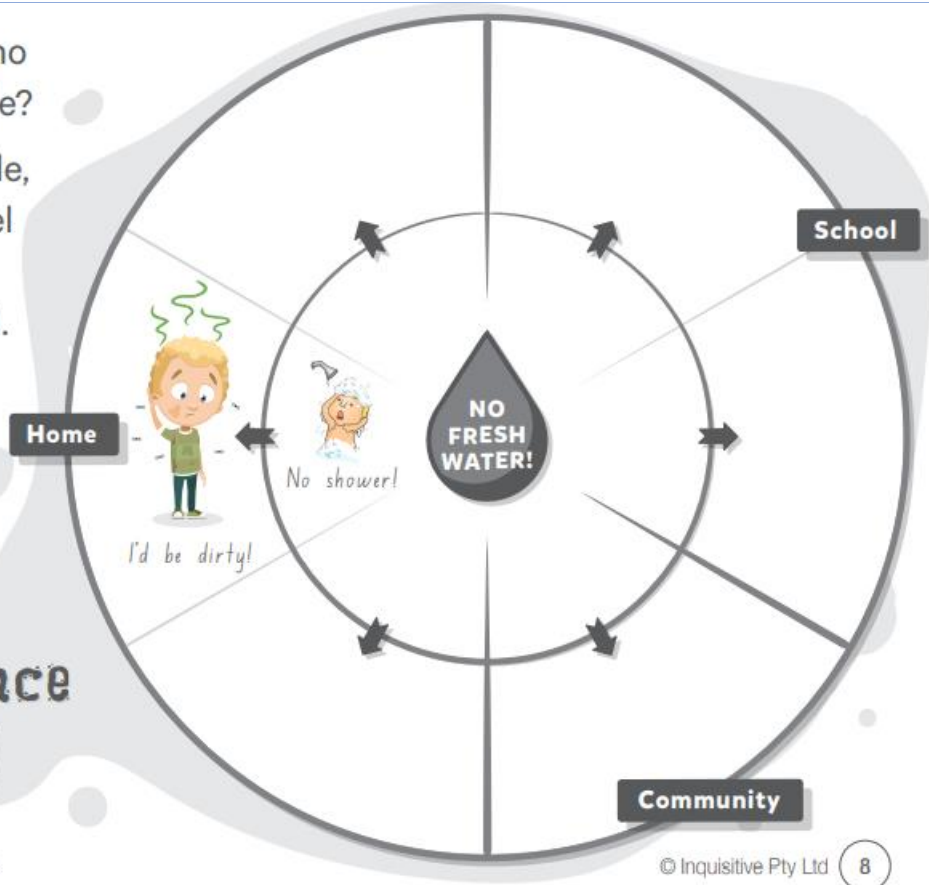 School
NO
FRESH
WATER!
Home
No shower!
I'd be dirty!
Community
© Inquisitive Pty Ltd
8